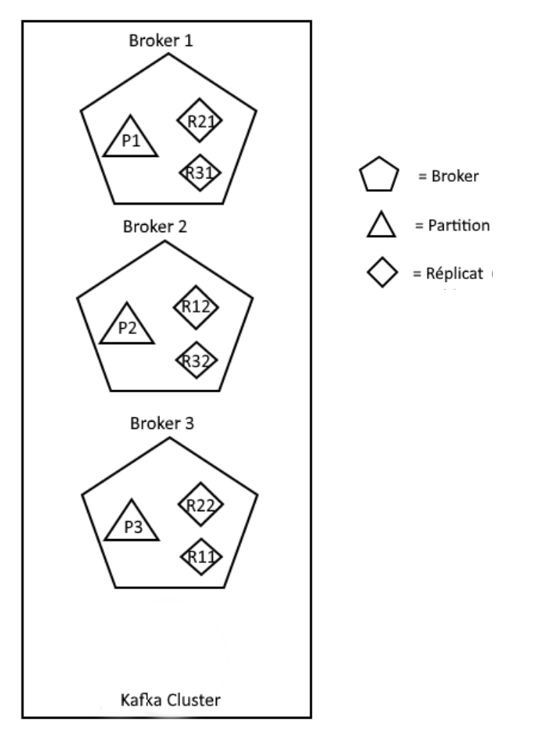 Broker 1
P1
R21
R31
Broker 2
P2
R12
R32
Broker 3
P3
R22
R11
Kafka Cluster
= Broker
= Partition
= Réplicat